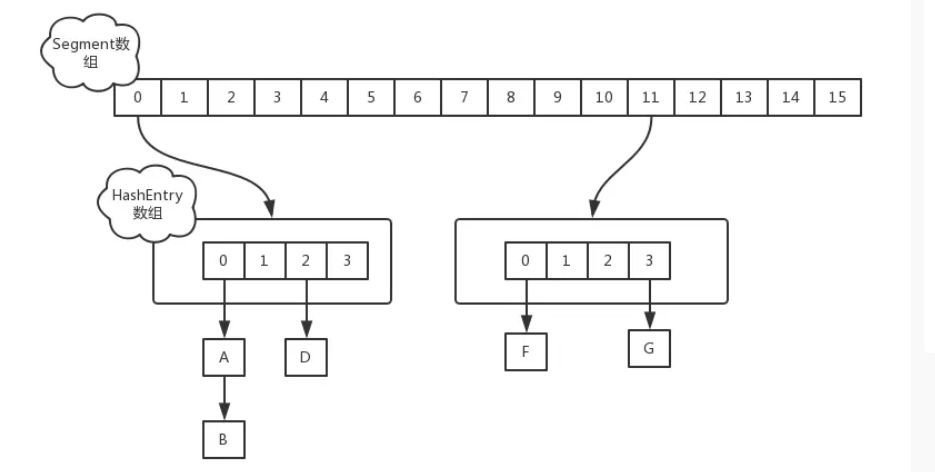 Segment数
组
0 1 2 3 4 5 6 7 8 9 10 11 12 13 14 15
HashEntry
数组
0 1 2 3 0 1 2 3
A D F G
B